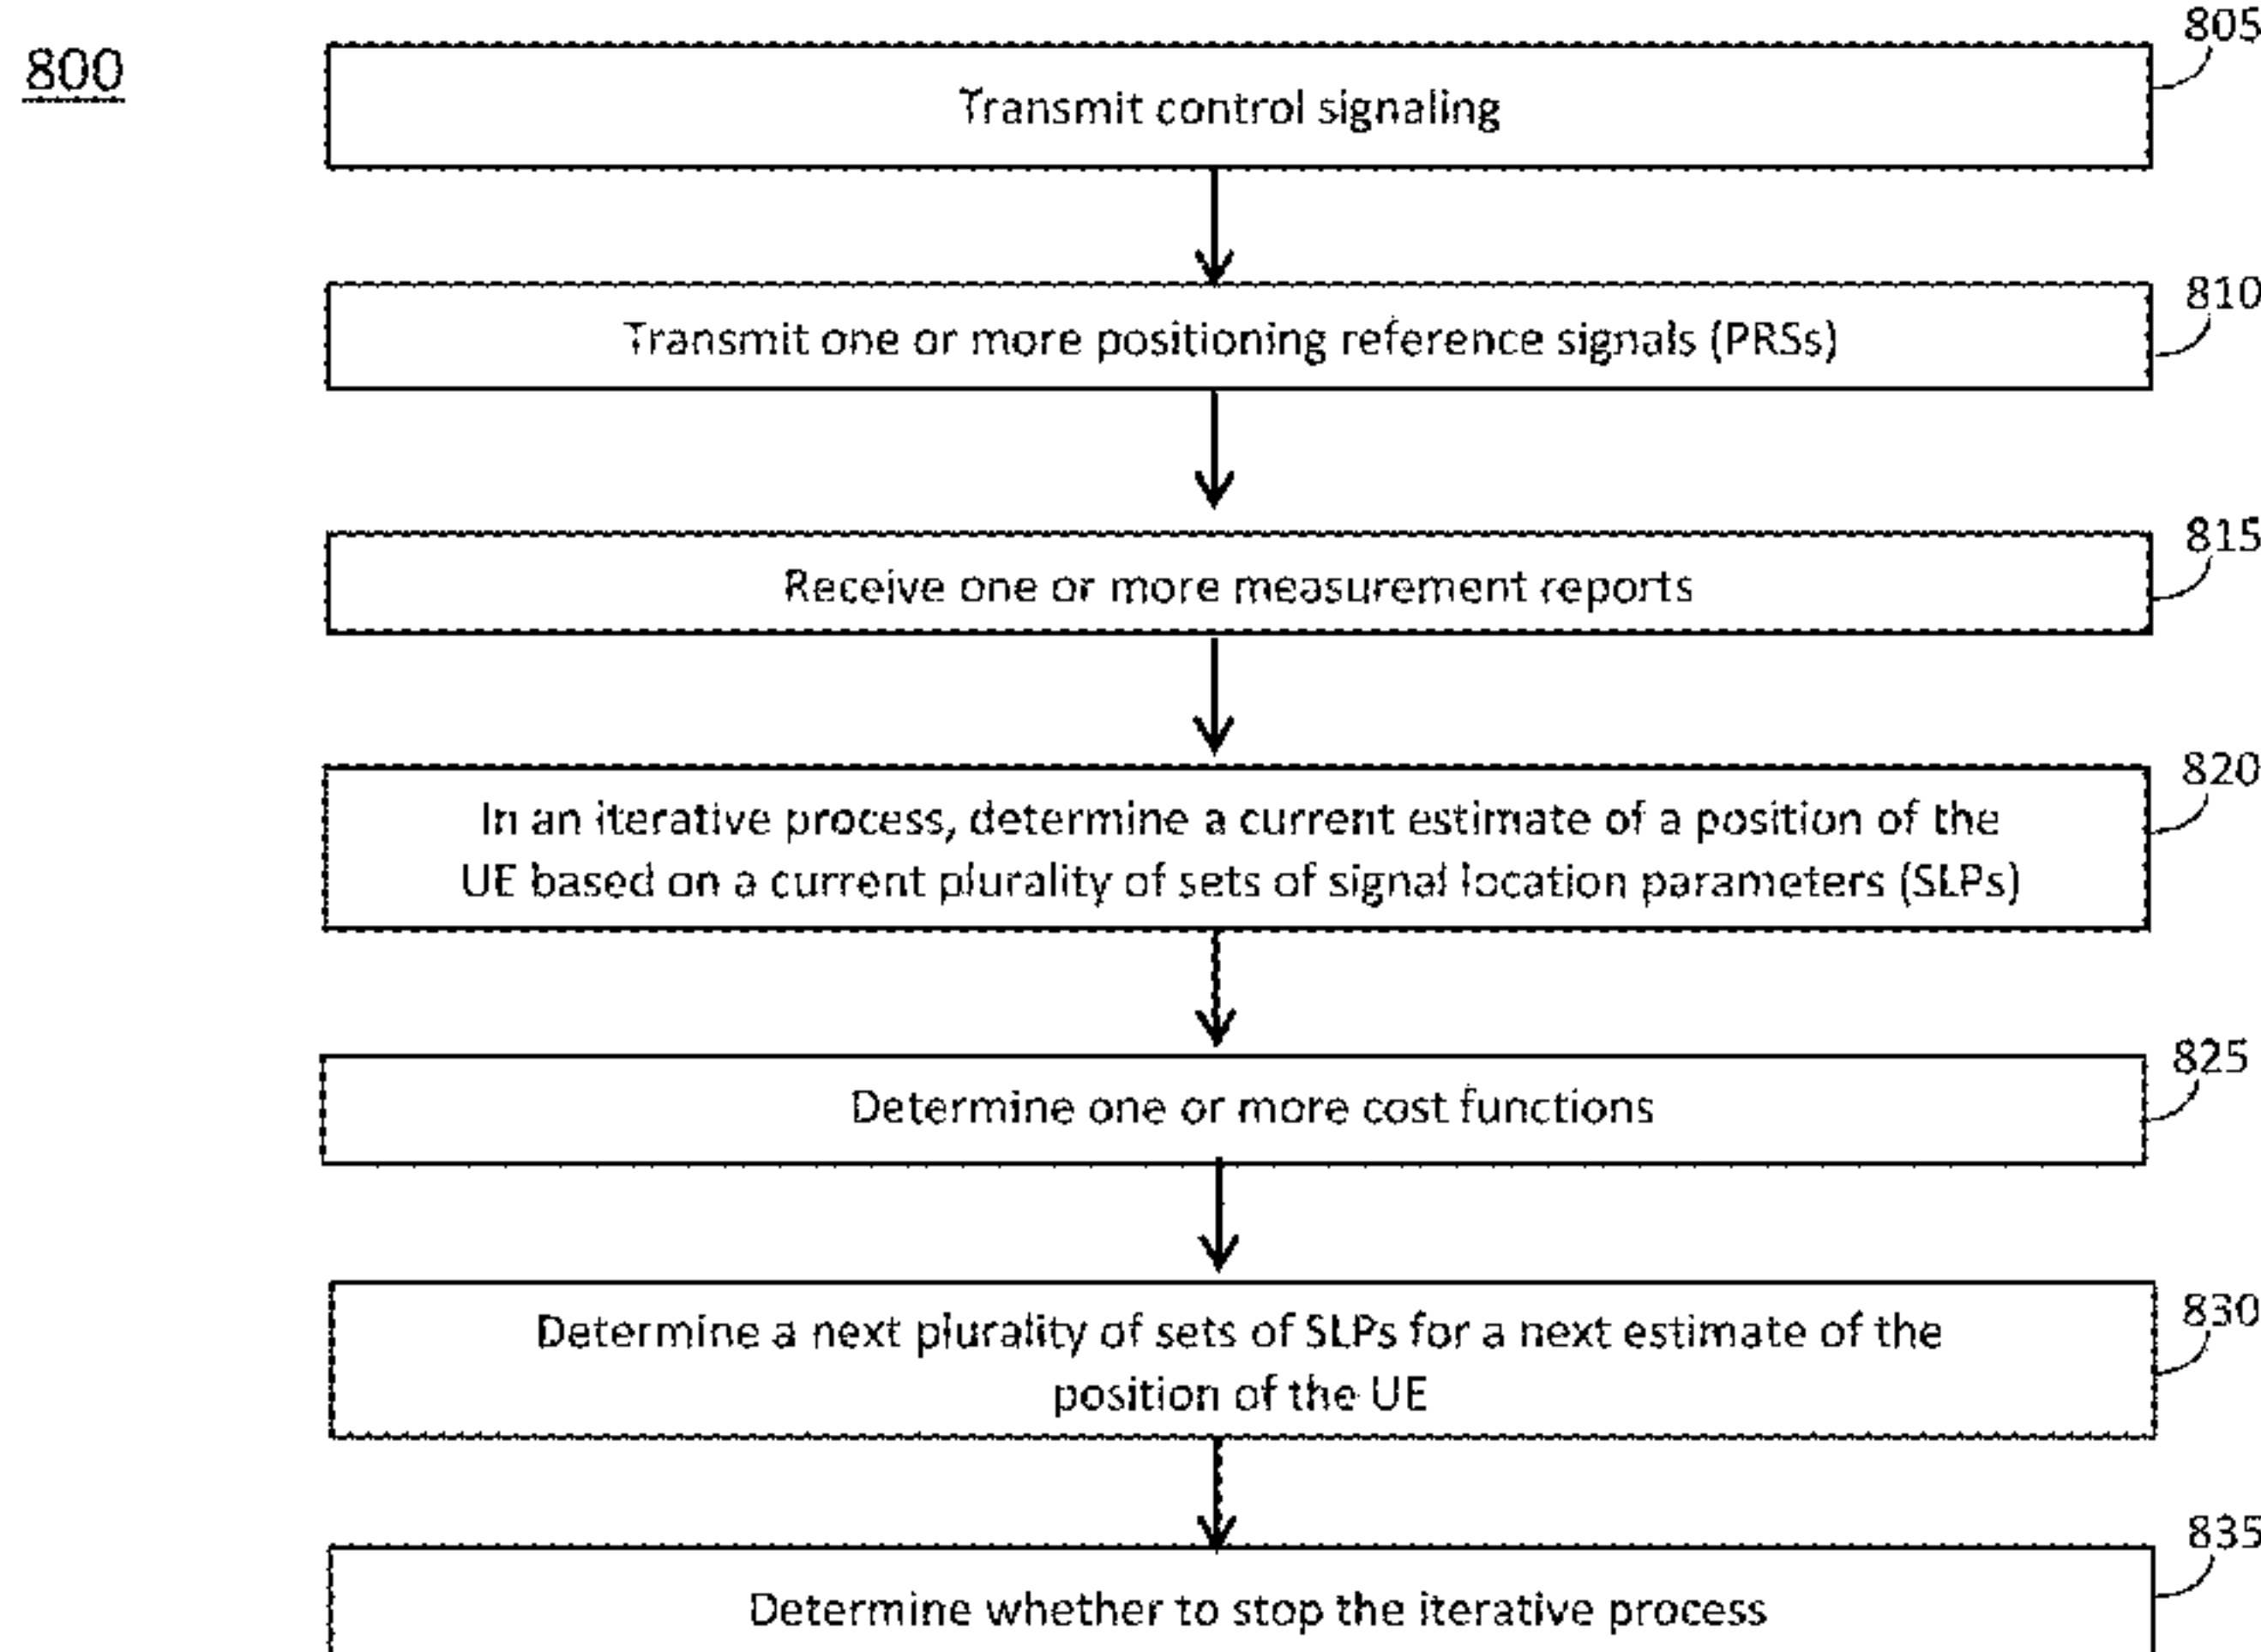 800
805
Transmit control signaling
810
Transmit one or more positioning reference signals (PRSs)
815
Receive one or more measurement reports
820
In an iterative process, determine a current estimate of a position of the
UE based on a current plurality of sets of signal location parameters (SLPs)
825
Determine one or more cost functions
830
Determine a next plurality of sets of SLPs for a next estimate of the
position of the UE
835
Determine whether to stop the iterative process